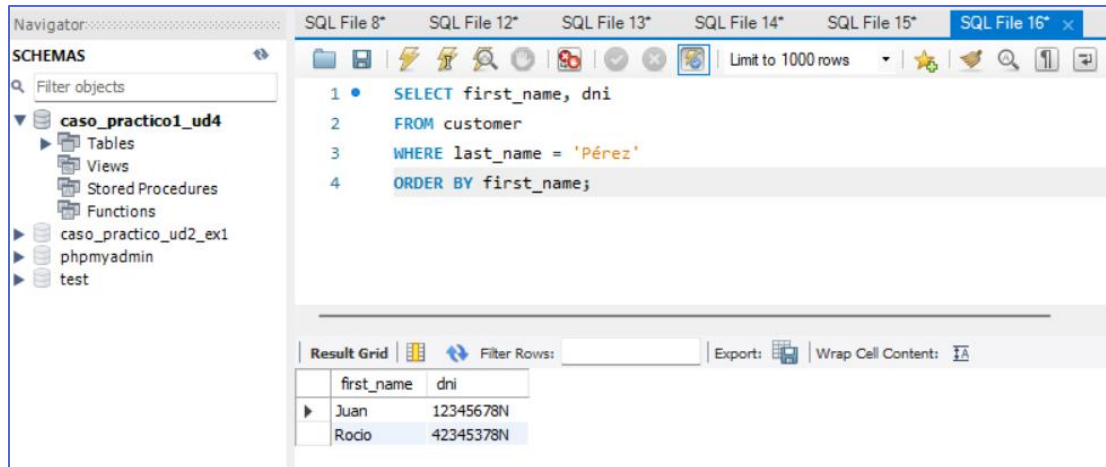 Navigator
SCHEMAS
Filter objects
caso_practico1_ud4
Tables
Views
Stored Procedures
Functions
caso_practico_ud2_ex1
phpmyadmin
test
SQL File 8* SQL File 12* SQL File 13* SQL File 14* SQL File 15* SQL File 16*
Limit to 1000 rows
1 SELECT first_name, dni
2 FROM customer
3 WHERE last_name = 'Pérez'
4 ORDER BY first_name;
Result Grid Filter Rows: Export: Wrap Cell Content:
first_name dni
Juan 12345678N
Rocio 42345378N